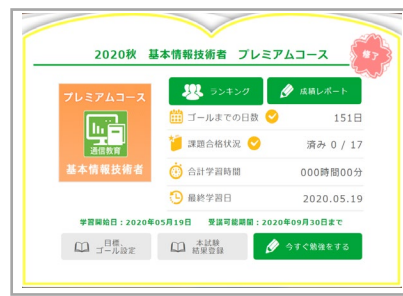 2020秋 基本情報技術者 プレミアムコース
修了
プレミアムコース
通信教育
基本情報技術者
ランキング
成績レポート
ゴールまでの日数
151日
課題合格状況
済み 0 / 17
合計学習時間
000時間00分
最終学習日
2020.05.19
学習開始日:2020年05月19日 受講可能期間:2020年09月30日まで
目標、
ゴール設定
本試験
結果登録
今すぐ勉強をする